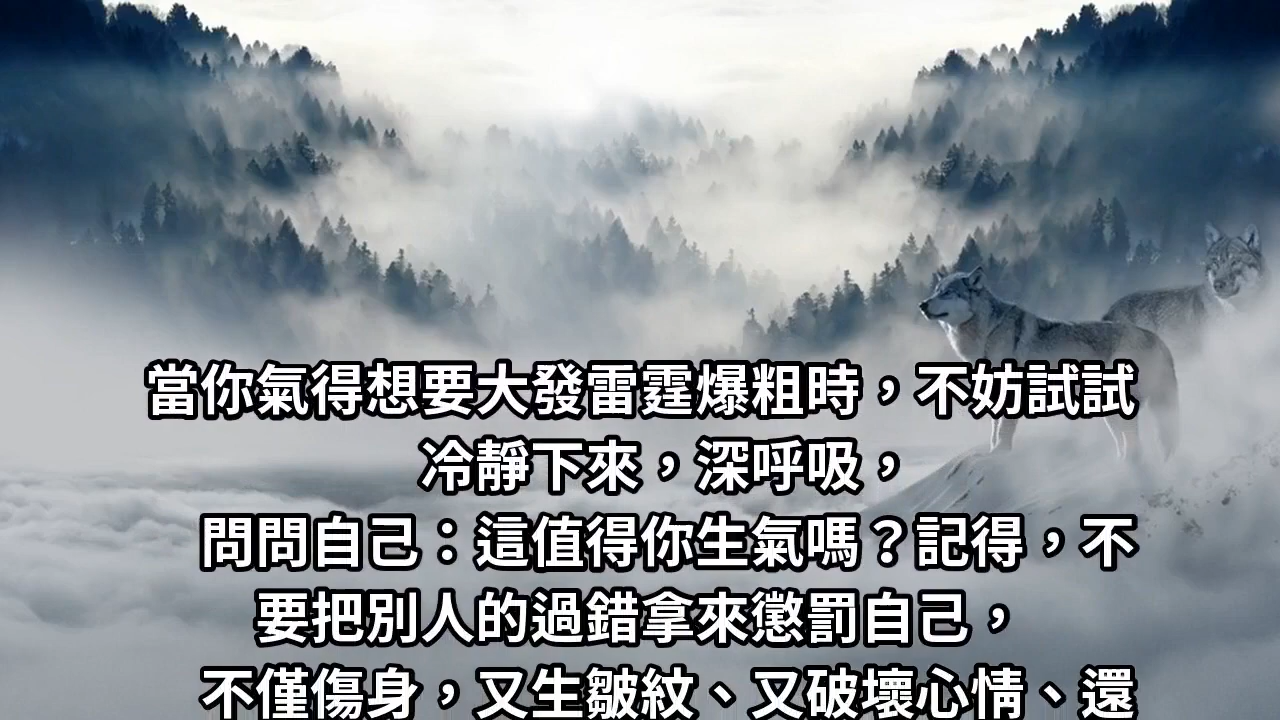 當你氣得想要大發雷霆爆粗時，不妨試試
冷靜下來，深呼吸，
問問自己：這值得你生氣嗎？記得，不
要把別人的過錯拿來懲罰自己，
不僅傷身，又生皺紋、又破壞心情、還